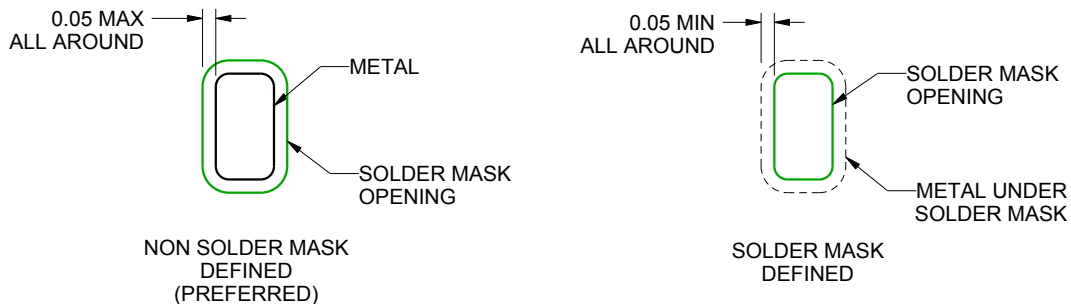 0.05 MAX
ALL AROUND
METAL
SOLDER MASK
OPENING
NON SOLDER MASK
DEFINED
(PREFERRED)
0.05 MIN
ALL AROUND
SOLDER MASK
OPENING
METAL UNDER
SOLDER MASK
SOLDER MASK
DEFINED